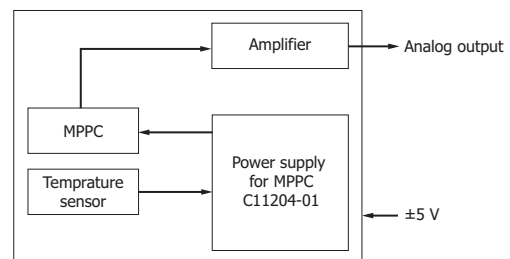 Amplifier
Analog output
MPPC
Power supply
for MPPC
C11204-01
Temprature
sensor
±5 V